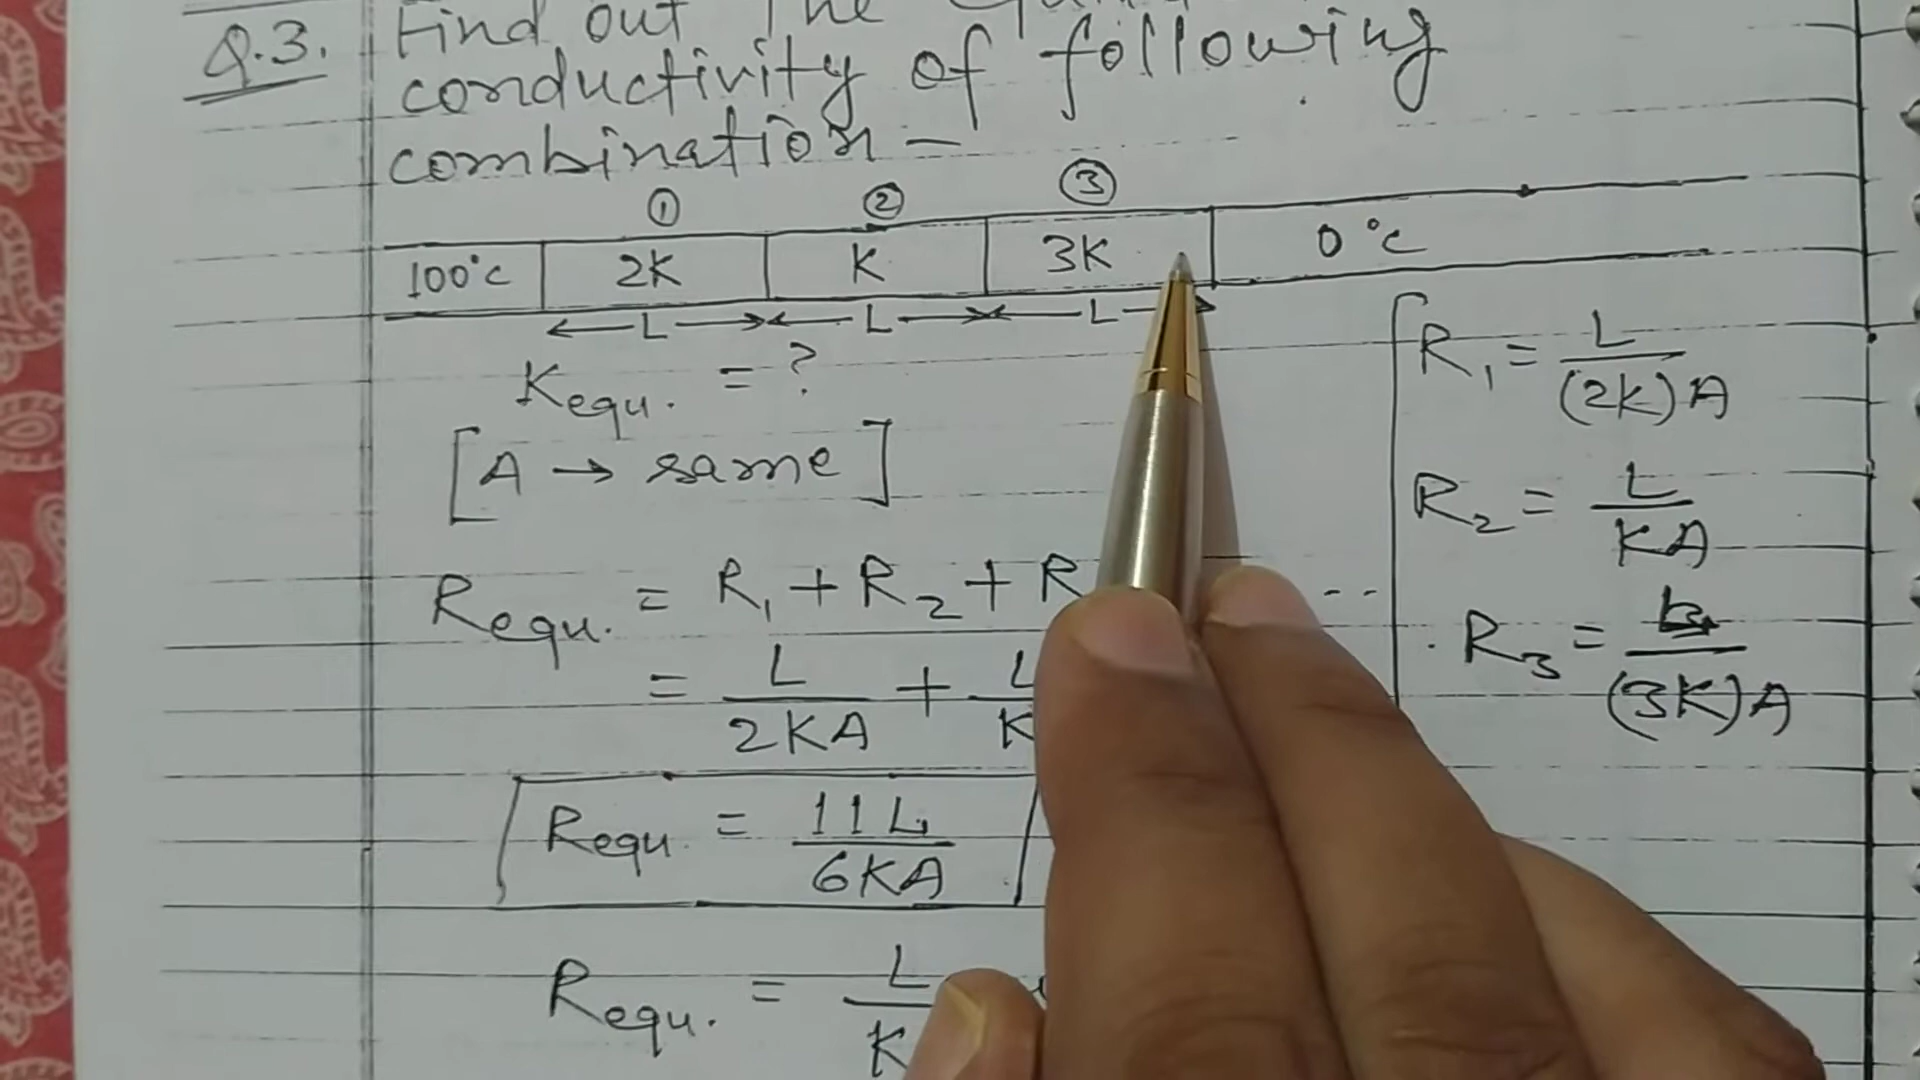 Q.3. Find out The
conductivity of following
combination -
① ② ③
100°c 2K K 3K 0 °c
← L → ← L → ← L →
Kequ. = ?
[A → same]
Requ. = R1 + R2 + R
= L/2KA + L/K
Requ. = 11L/6KA
Requ. = L/K
R1 = L/(2K)A
R2 = L/KA
R3 = /(3K)A